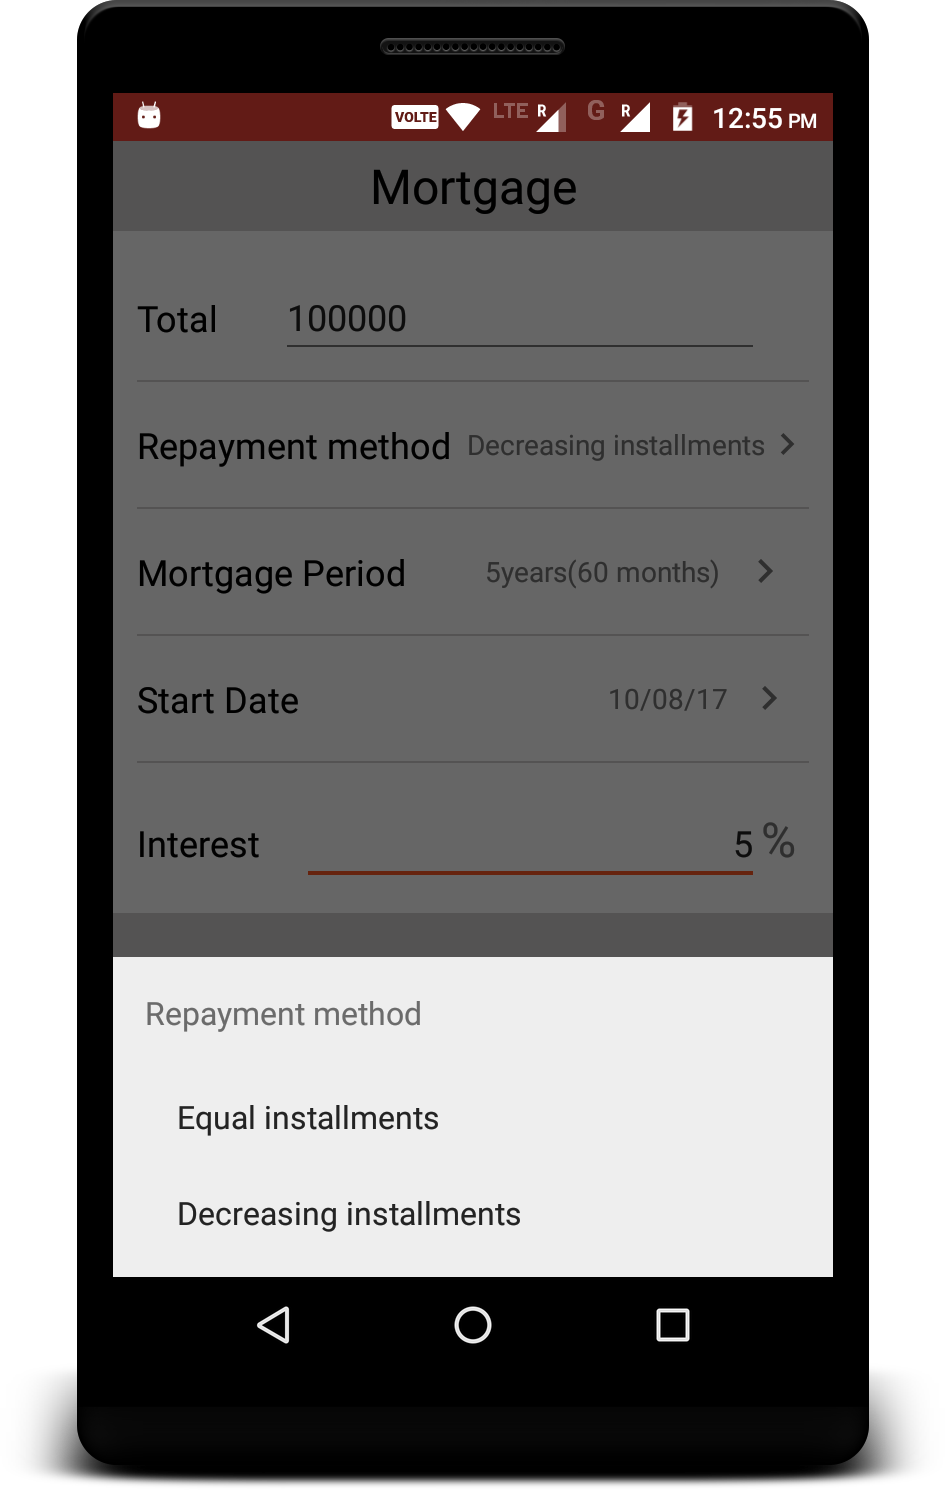 VOLTE LTE R G R 12:55 PM
Mortgage
Total 100000
Repayment method Decreasing installments
Mortgage Period 5years(60 months)
Start Date 10/08/17
Interest 5 %
Repayment method
Equal installments
Decreasing installments